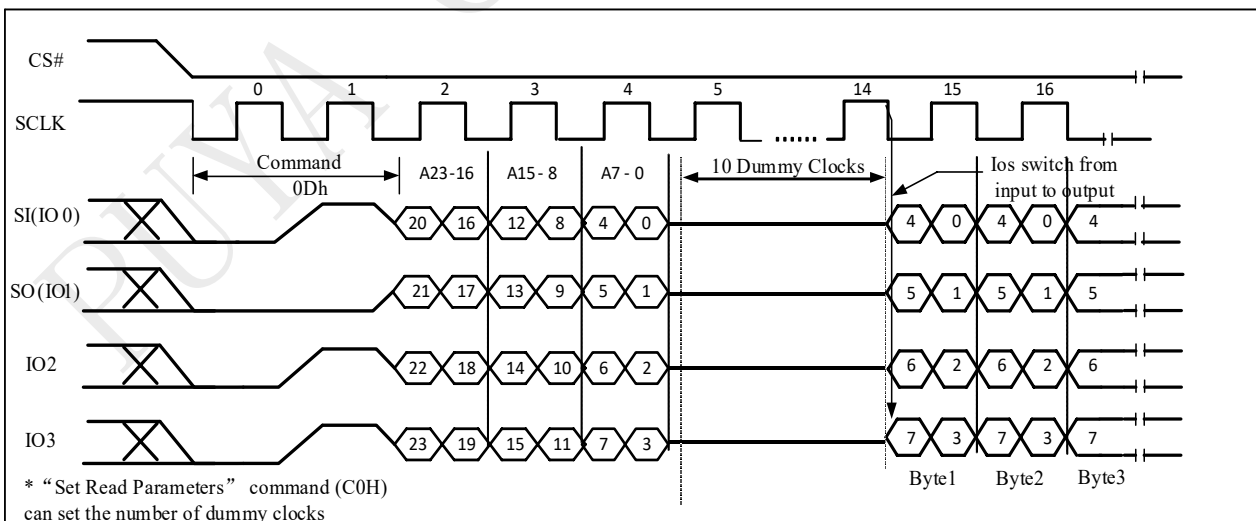 PUYA
CS#
0 1 2 3 4 5 14 15 16
SCLK
......
Command
0Dh
A23-16 A15-8 A7-0
10 Dummy Clocks
Ios switch from
input to output
SI(IO 0) 20 16 12 8 4 0 4 0 4 0 4
SO(IO1) 21 17 13 9 5 1 5 1 5 1 5
IO2 22 18 14 10 6 2 6 2 6 2 6
IO3 23 19 15 11 7 3 7 3 7 3 7
Byte1 Byte2 Byte3
* “Set Read Parameters” command (C0H)
can set the number of dummy clocks